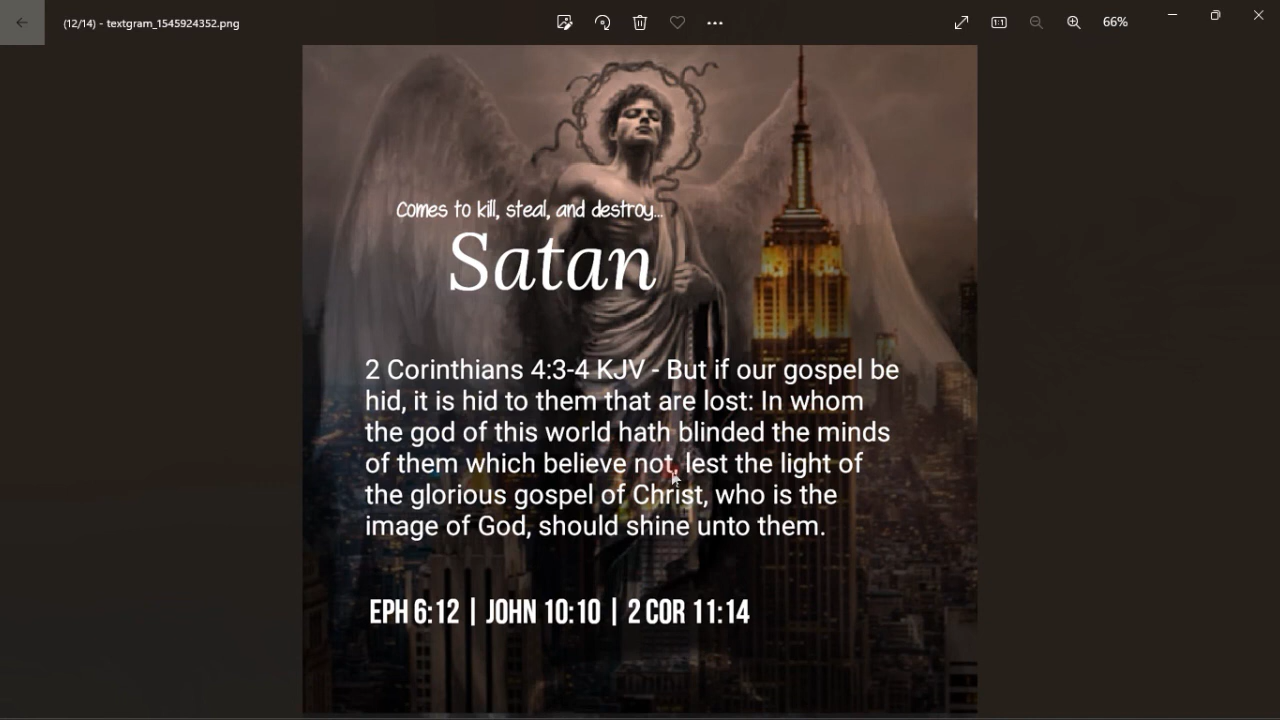 (12/14) - textgram_1545924352.png
1:1
66%
Comes to kill, steal, and destroy...
Satan
2 Corinthians 4:3-4 KJV - But if our gospel be
hid, it is hid to them that are lost: In whom
the god of this world hath blinded the minds
of them which believe not, lest the light of
the glorious gospel of Christ, who is the
image of God, should shine unto them.
EPH 6:12 | JOHN 10:10 | 2 COR 11:14